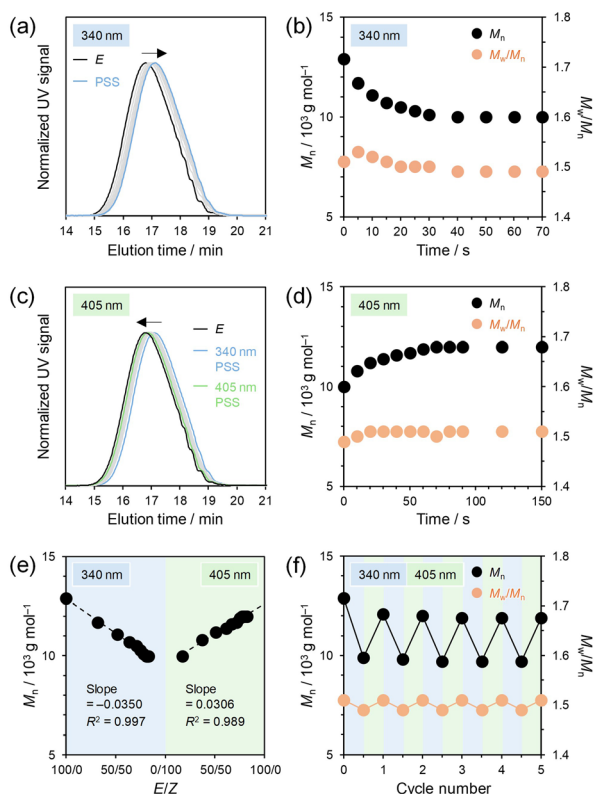 (a)
340 nm
E
PSS
Normalized UV signal
14 15 16 17 18 19 20 21
Elution time / min
(b)
340 nm
Mn
Mw/Mn
15
10
5
Mn / 10³ g mol–1
1.8
1.7
1.6
1.5
1.4
Mw/Mn
0 10 20 30 40 50 60 70
Time / s
(c)
405 nm
E
340 nm
PSS
405 nm
PSS
Normalized UV signal
14 15 16 17 18 19 20 21
Elution time / min
(d)
405 nm
Mn
Mw/Mn
15
10
5
Mn / 10³ g mol–1
1.8
1.7
1.6
1.5
1.4
Mw/Mn
0 50 100 150
Time / s
(e)
340 nm
405 nm
15
10
5
Mn / 10³ g mol–1
Slope
= –0.0350
R² = 0.997
Slope
= 0.0306
R² = 0.989
100/0 50/50 0/100 50/50 100/0
E/Z
(f)
340 nm
405 nm
Mn
Mw/Mn
15
10
5
Mn / 10³ g mol–1
1.8
1.7
1.6
1.5
1.4
Mw/Mn
0 1 2 3 4 5
Cycle number